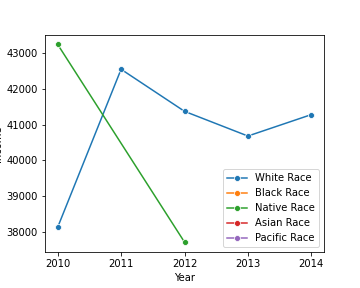 43000
42000
41000
40000
39000
38000
2010
2011
2012
2013
2014
Year
White Race
Black Race
Native Race
Asian Race
Pacific Race